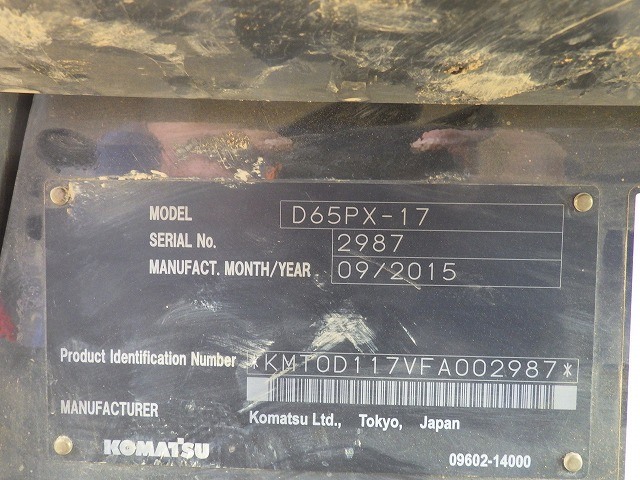 MODEL D65PX-17
SERIAL No. 2987
MANUFACT. MONTH/YEAR 09/2015
Product Identification Number *KMT0D117VFA002987*
MANUFACTURER Komatsu Ltd., Tokyo, Japan
KOMATSU 09602-14000